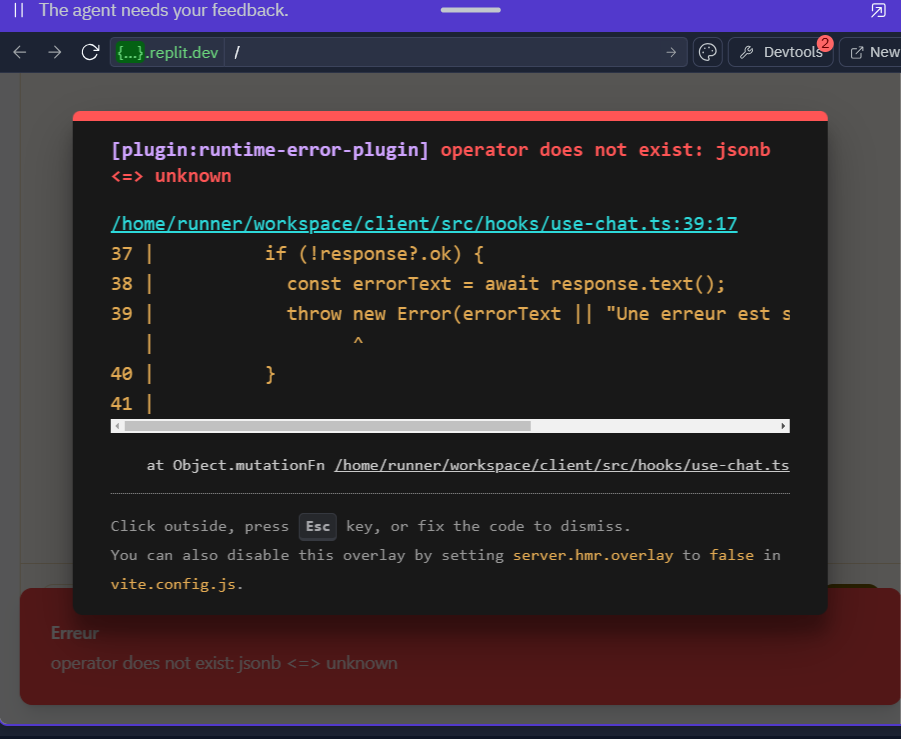 The agent needs your feedback.
{...}.replit.dev /
Devtools 2 New
[plugin:runtime-error-plugin] operator does not exist: jsonb
<=> unknown
/home/runner/workspace/client/src/hooks/use-chat.ts:39:17
37 | if (!response?.ok) {
38 | const errorText = await response.text();
39 | throw new Error(errorText || "Une erreur est s
| ^
40 | }
41 |
at Object.mutationFn /home/runner/workspace/client/src/hooks/use-chat.ts
Click outside, press Esc key, or fix the code to dismiss.
You can also disable this overlay by setting server.hmr.overlay to false in
vite.config.js.
Erreur
operator does not exist: jsonb <=> unknown